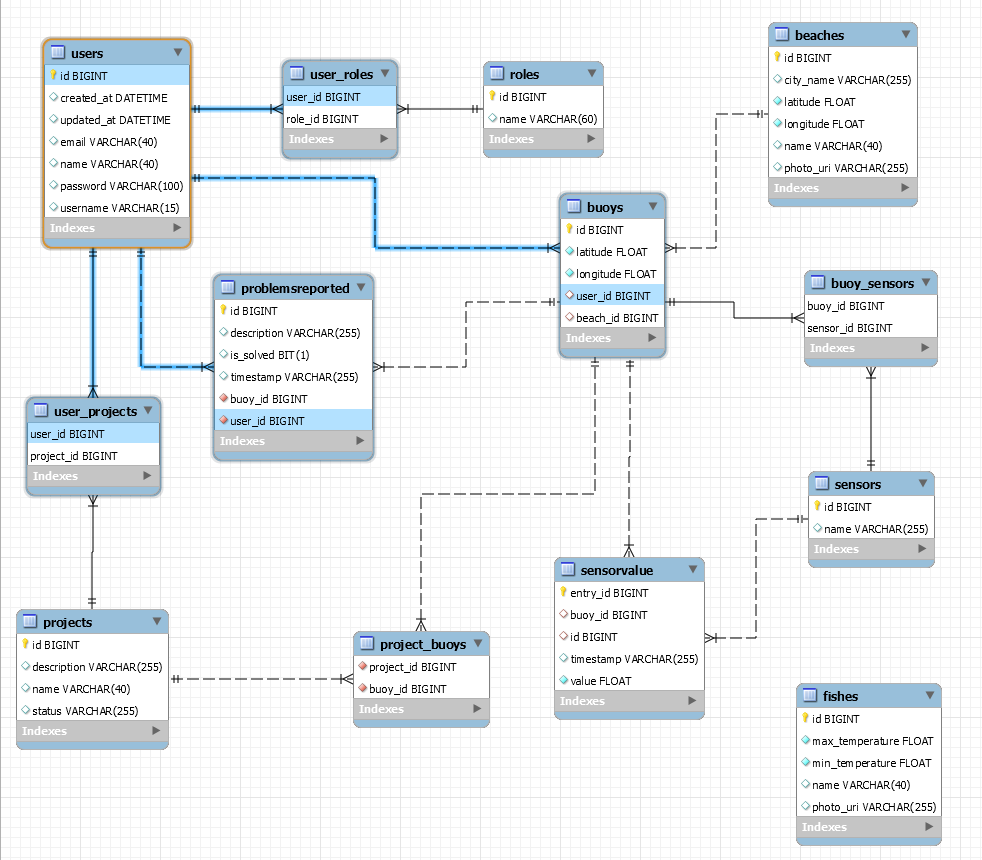 users
id BIGINT
created_at DATETIME
updated_at DATETIME
email VARCHAR(40)
name VARCHAR(40)
password VARCHAR(100)
username VARCHAR(15)
Indexes
user_roles
user_id BIGINT
role_id BIGINT
Indexes
roles
id BIGINT
name VARCHAR(60)
Indexes
beaches
id BIGINT
city_name VARCHAR(255)
latitude FLOAT
longitude FLOAT
name VARCHAR(40)
photo_uri VARCHAR(255)
Indexes
buoys
id BIGINT
latitude FLOAT
longitude FLOAT
user_id BIGINT
beach_id BIGINT
Indexes
problemsreported
id BIGINT
description VARCHAR(255)
is_solved BIT(1)
timestamp VARCHAR(255)
buoy_id BIGINT
user_id BIGINT
Indexes
buoy_sensors
buoy_id BIGINT
sensor_id BIGINT
Indexes
user_projects
user_id BIGINT
project_id BIGINT
Indexes
sensors
id BIGINT
name VARCHAR(255)
Indexes
sensorvalue
entry_id BIGINT
buoy_id BIGINT
id BIGINT
timestamp VARCHAR(255)
value FLOAT
Indexes
projects
id BIGINT
description VARCHAR(255)
name VARCHAR(40)
status VARCHAR(255)
Indexes
project_buoys
project_id BIGINT
buoy_id BIGINT
Indexes
fishes
id BIGINT
max_temperature FLOAT
min_temperature FLOAT
name VARCHAR(40)
photo_uri VARCHAR(255)
Indexes